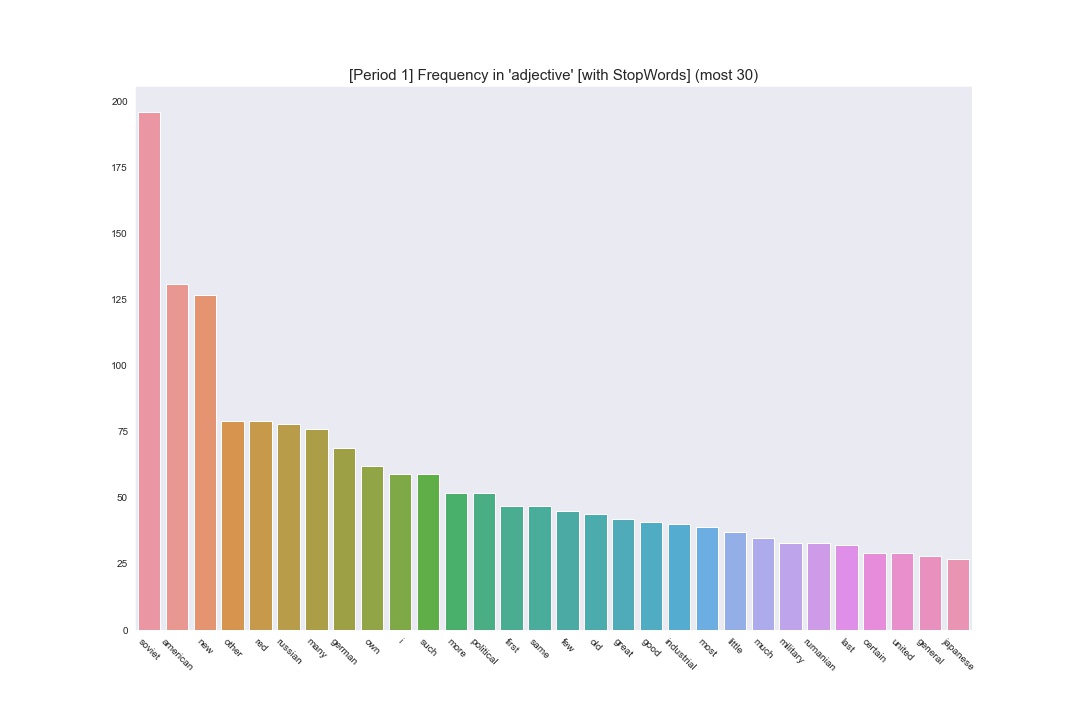 [Period 1] Frequency in 'adjective' [with StopWords] (most 30)
200
175
150
125
100
75
50
25
0
soviet
american
new
other
red
russian
many
german
own
i
such
more
political
first
same
few
old
great
good
industrial
most
little
much
military
rumanian
last
certain
united
general
japanese